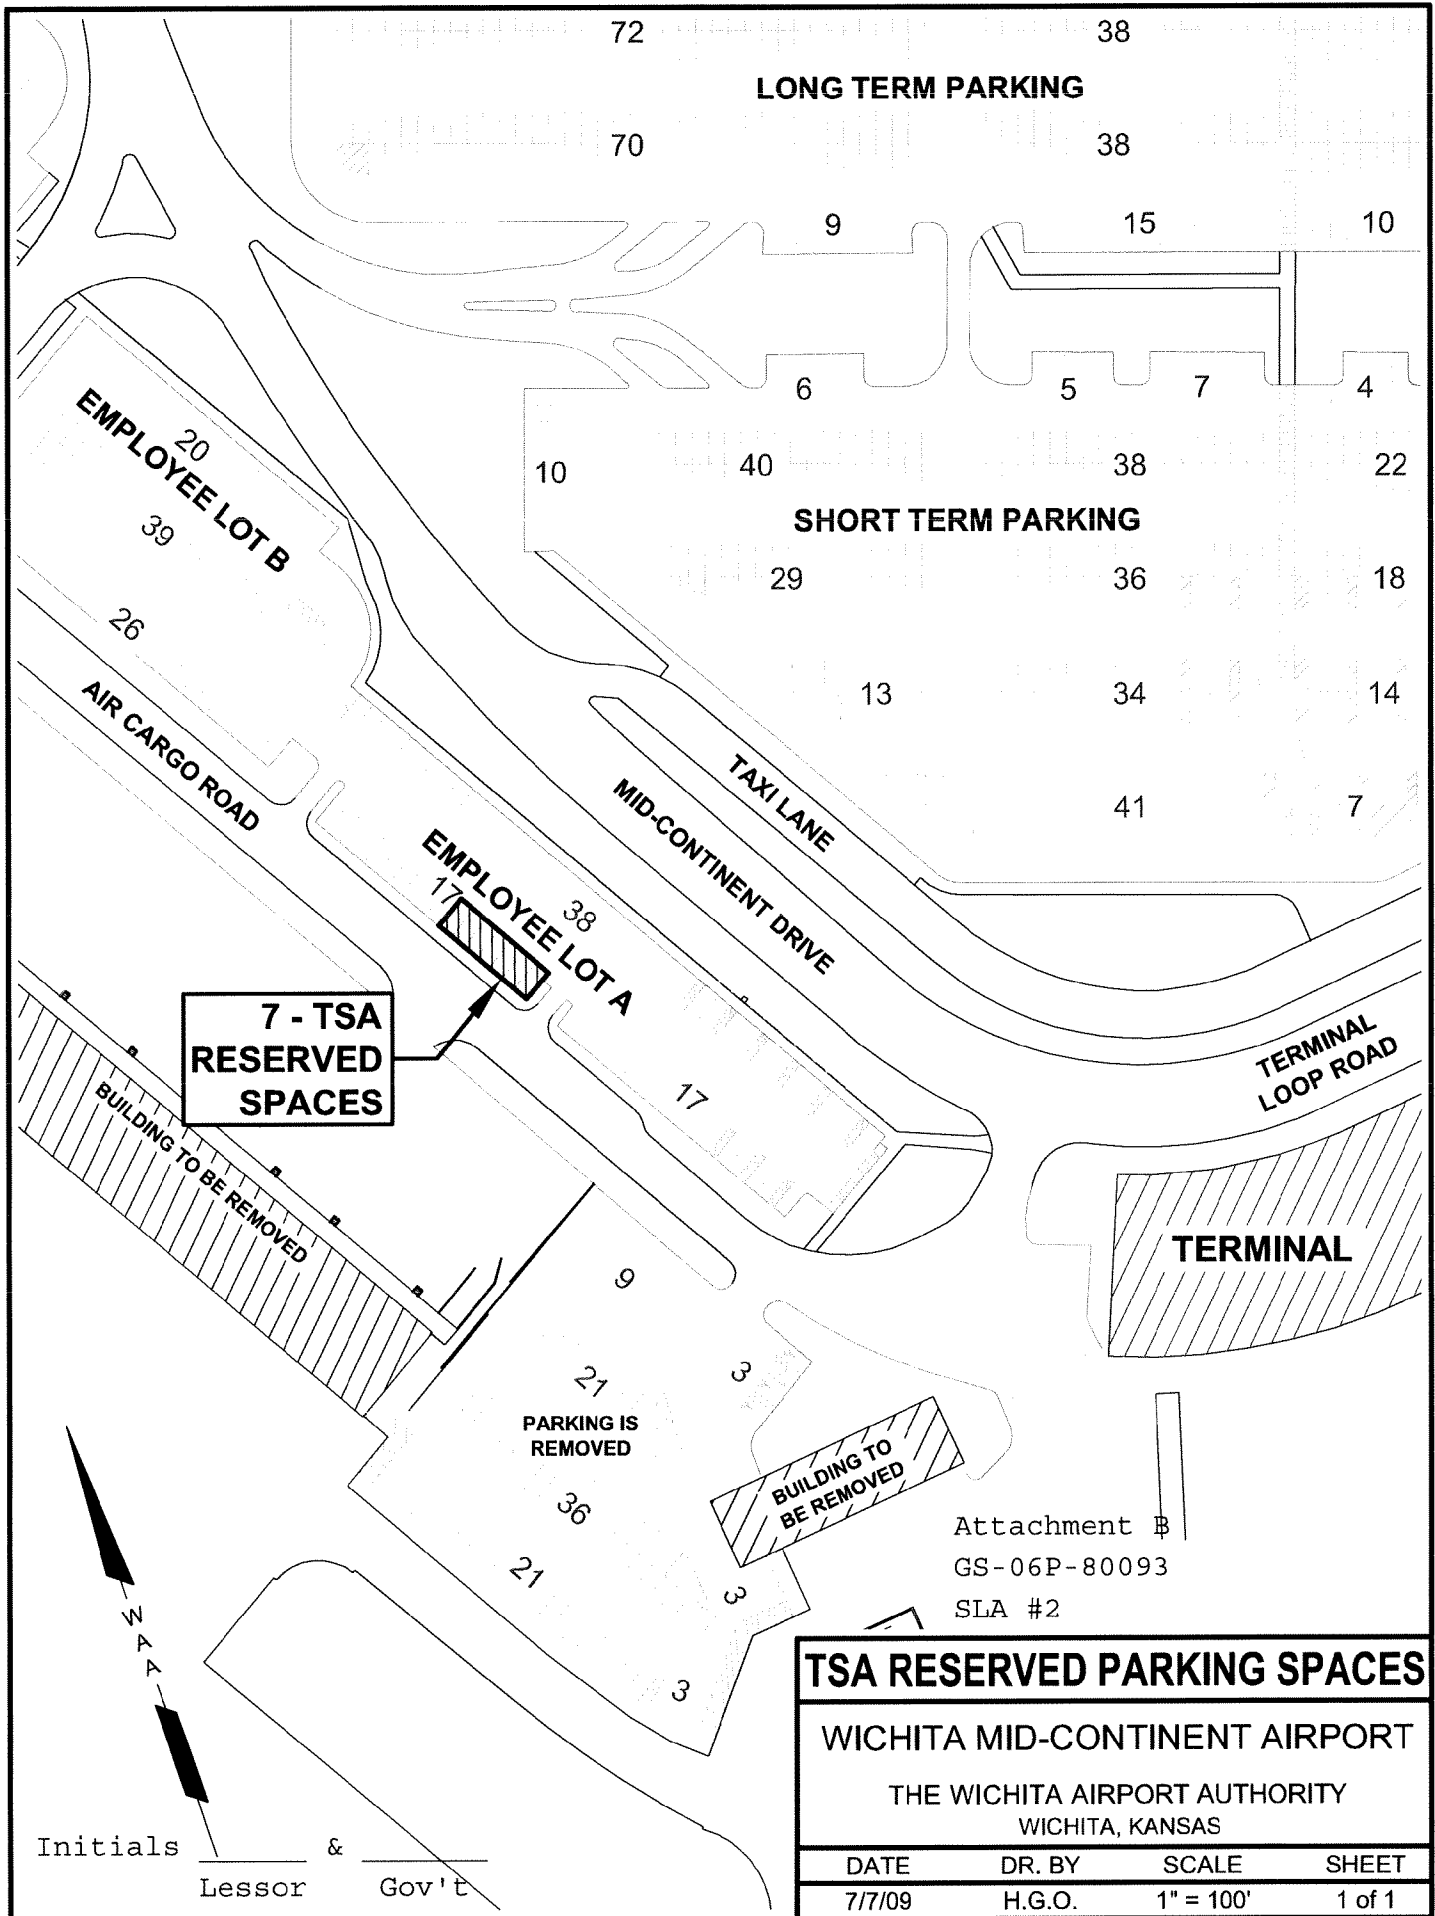 72
38
LONG TERM PARKING
70
38
9
15
10
6
5
7
4
10
40
38
22
SHORT TERM PARKING
29
36
18
13
34
14
41
7
EMPLOYEE LOT B
20
39
26
AIR CARGO ROAD
TAXI LANE
MID-CONTINENT DRIVE
EMPLOYEE LOT A
17
38
17
7 - TSA
RESERVED
SPACES
TERMINAL
LOOP ROAD
BUILDING TO BE REMOVED
TERMINAL
9
21
3
PARKING IS
REMOVED
36
21
3
3
BUILDING TO
BE REMOVED
Attachment B
GS-06P-80093
SLA #2
WAA
Initials & 
Lessor Gov't
TSA RESERVED PARKING SPACES
WICHITA MID-CONTINENT AIRPORT
THE WICHITA AIRPORT AUTHORITY
WICHITA, KANSAS
DATE DR. BY SCALE SHEET
7/7/09 H.G.O. 1" = 100' 1 of 1